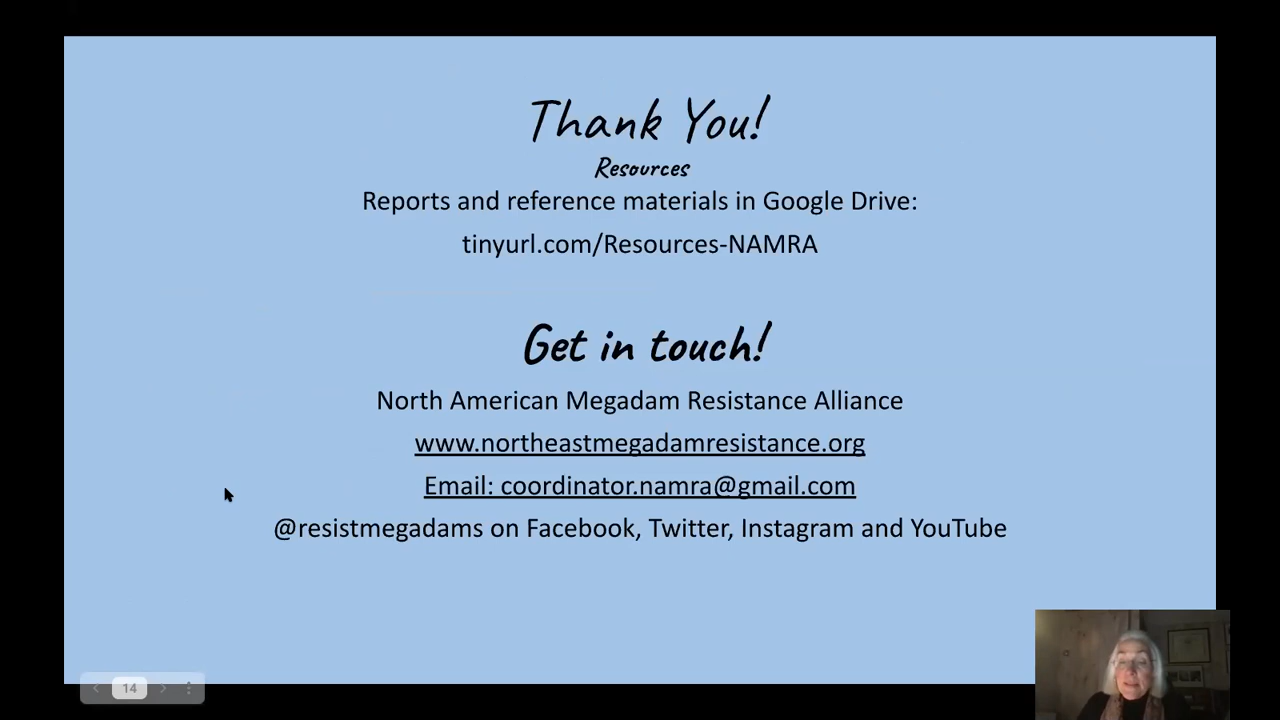 Thank You!
Resources
Reports and reference materials in Google Drive:
tinyurl.com/Resources-NAMRA
Get in touch!
North American Megadam Resistance Alliance
www.northeastmegadamresistance.org
Email: coordinator.namra@gmail.com
@resistmegadams on Facebook, Twitter, Instagram and YouTube
14